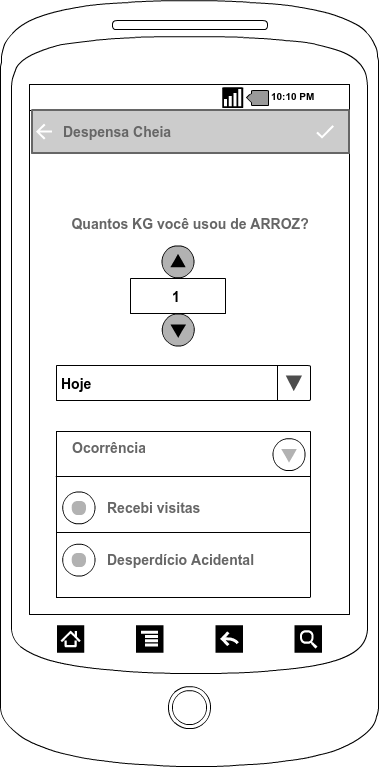 10:10 PM
Despensa Cheia
Quantos KG você usou de ARROZ?
1
Hoje
Ocorrência
Recebi visitas
Desperdício Acidental